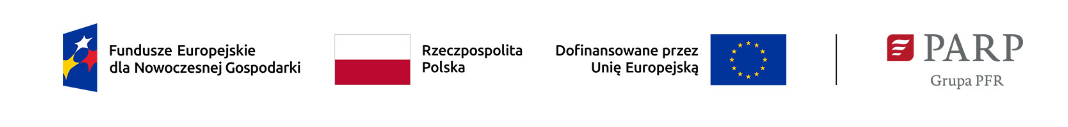 Fundusze Europejskie
dla Nowoczesnej Gospodarki
Rzeczpospolita
Polska
Dofinansowane przez
Unię Europejską
PARP
Grupa PFR